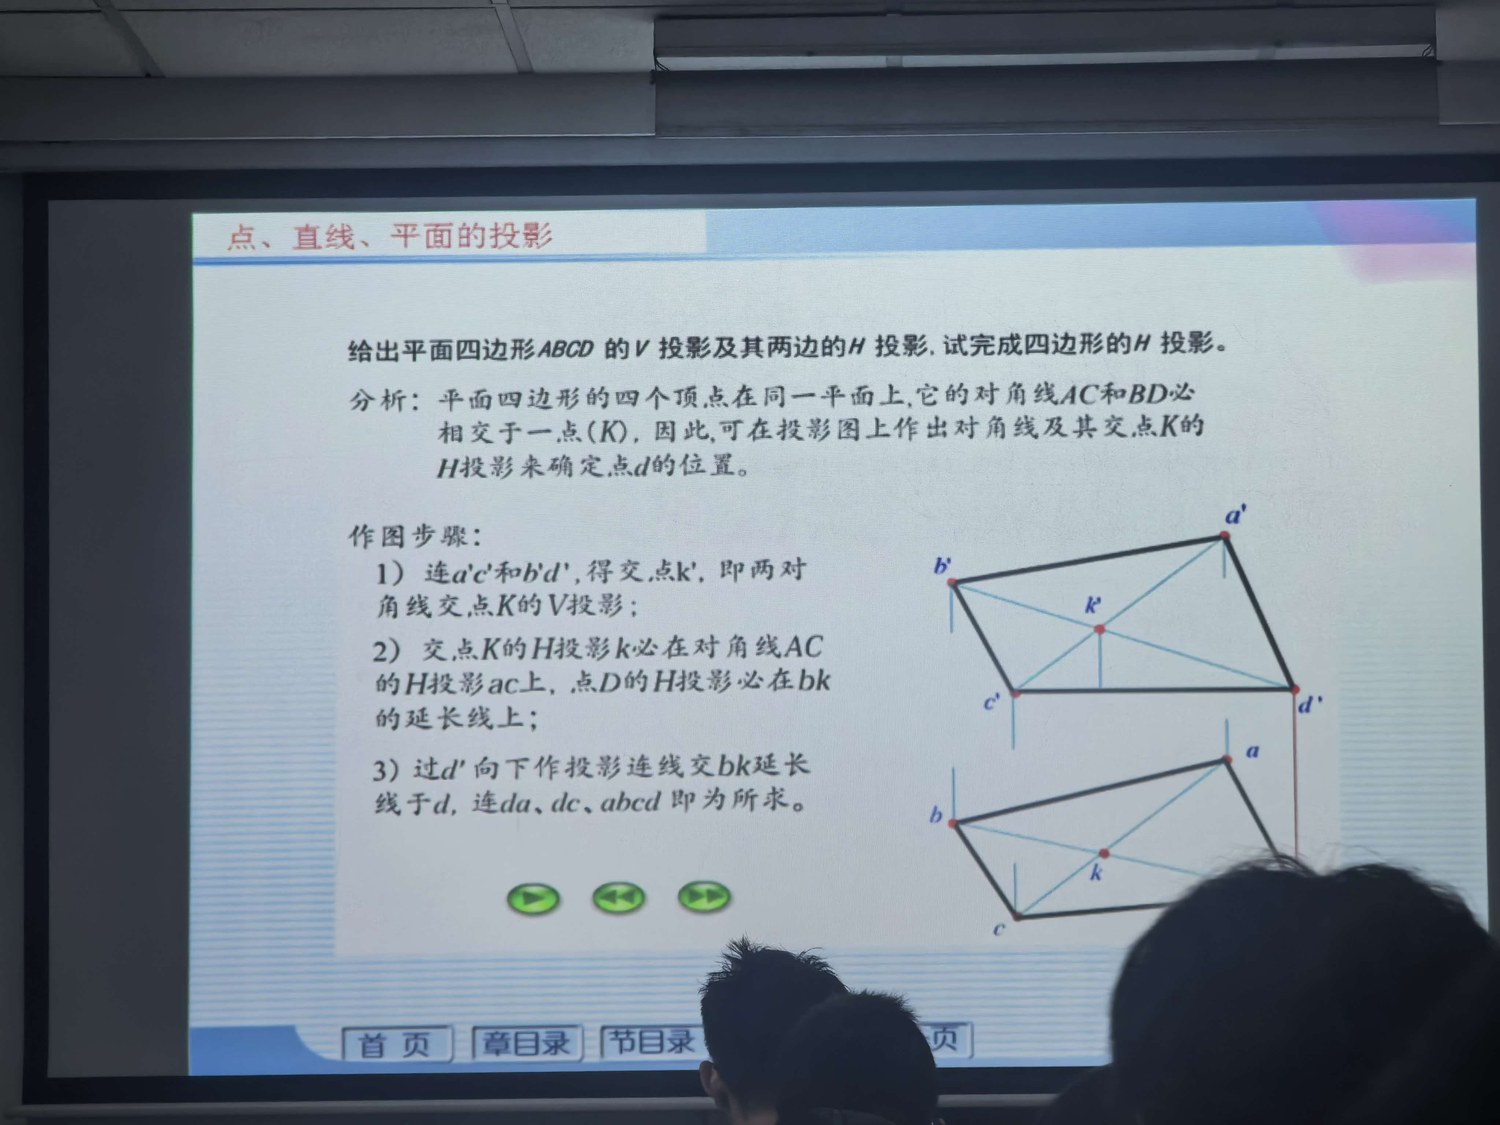 点、直线、平面的投影
给出平面四边形ABCD 的V 投影及其两边的H 投影,试完成四边形的H 投影。
分析：平面四边形的四个顶点在同一平面上,它的对角线AC和BD必
相交于一点(K)，因此,可在投影图上作出对角线及其交点K的
H投影来确定点d的位置。
作图步骤：
1）连a'c'和b'd',得交点k'，即两对
角线交点K的V投影；
2）交点K的H投影k必在对角线AC
的H投影ac上，点D的H投影必在bk
的延长线上；
3）过d'向下作投影连线交bk延长
线于d，连da、dc、abcd 即为所求。
a'
b'
k'
c'
d'
a
b
k
c
首 页
章目录
节目录
页